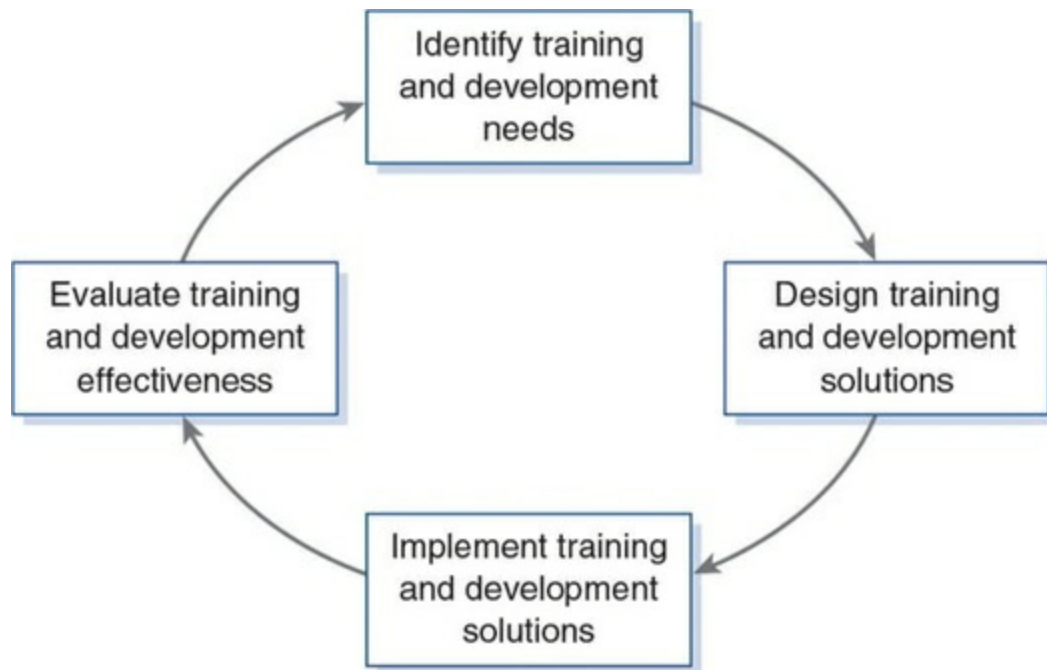 Identify training
and development
needs
Design training
and development
solutions
Implement training
and development
solutions
Evaluate training
and development
effectiveness